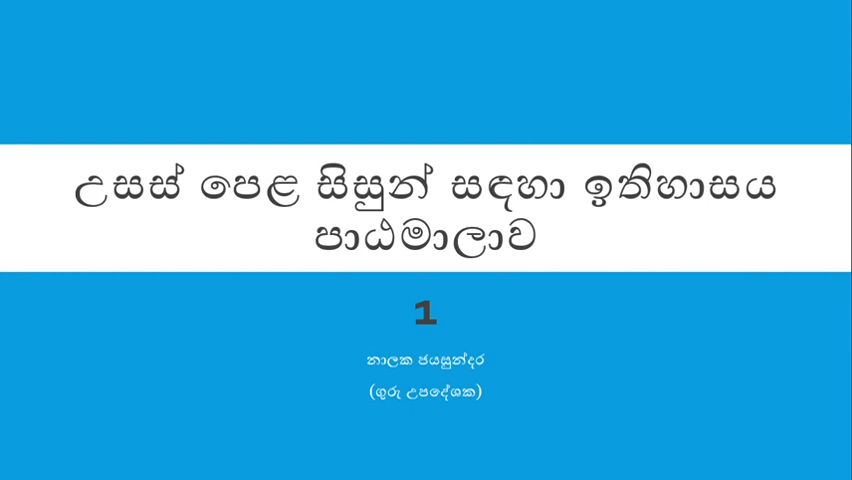 උසස් පෙළ සිසුන් සඳහා ඉතිහාසය
පාඨමාලාව
1
නාලක ජයසුන්දර
(ගුරු උපදේශක)